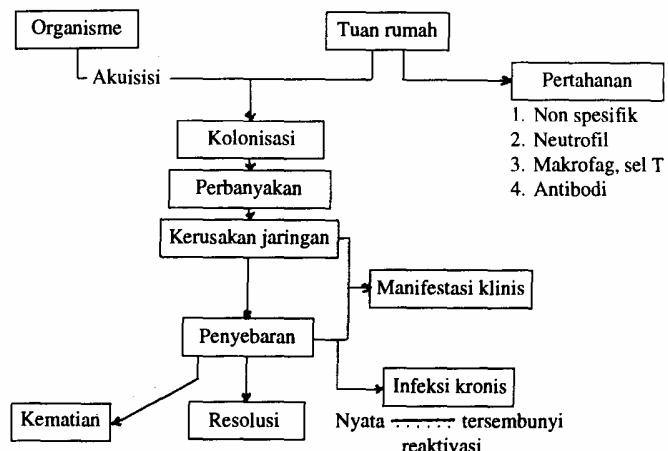 Organisme
Tuan rumah
Akuisisi
Pertahanan
1. Non spesifik
2. Neutrofil
3. Makrofag, sel T
4. Antibodi
Kolonisasi
Perbanyakan
Kerusakan jaringan
Manifestasi klinis
Penyebaran
Infeksi kronis
Kematian
Resolusi
Nyata tersembunyi
reaktivasi